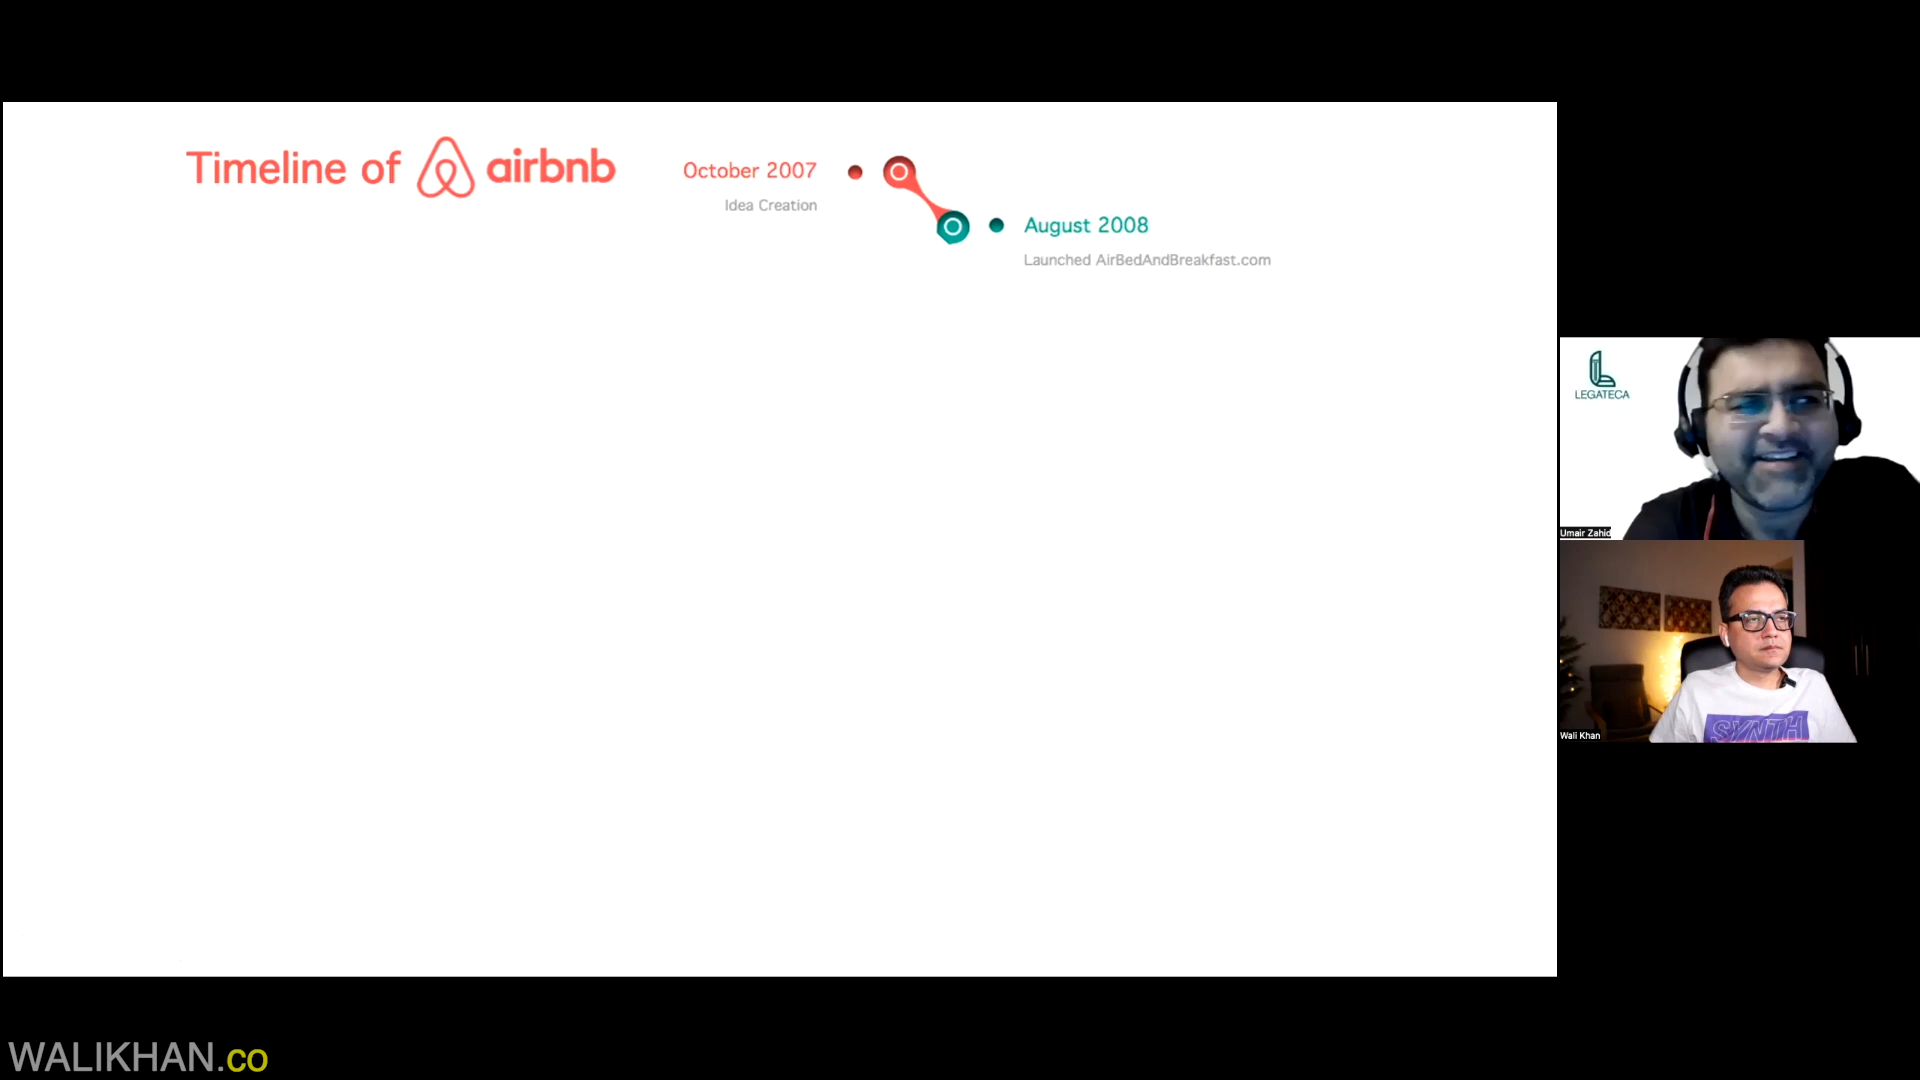 Timeline of airbnb
October 2007
Idea Creation
August 2008
Launched AirBedAndBreakfast.com
LEGATECA
Umair Zahid
SYNTH
Wali Khan
WALIKHAN.co